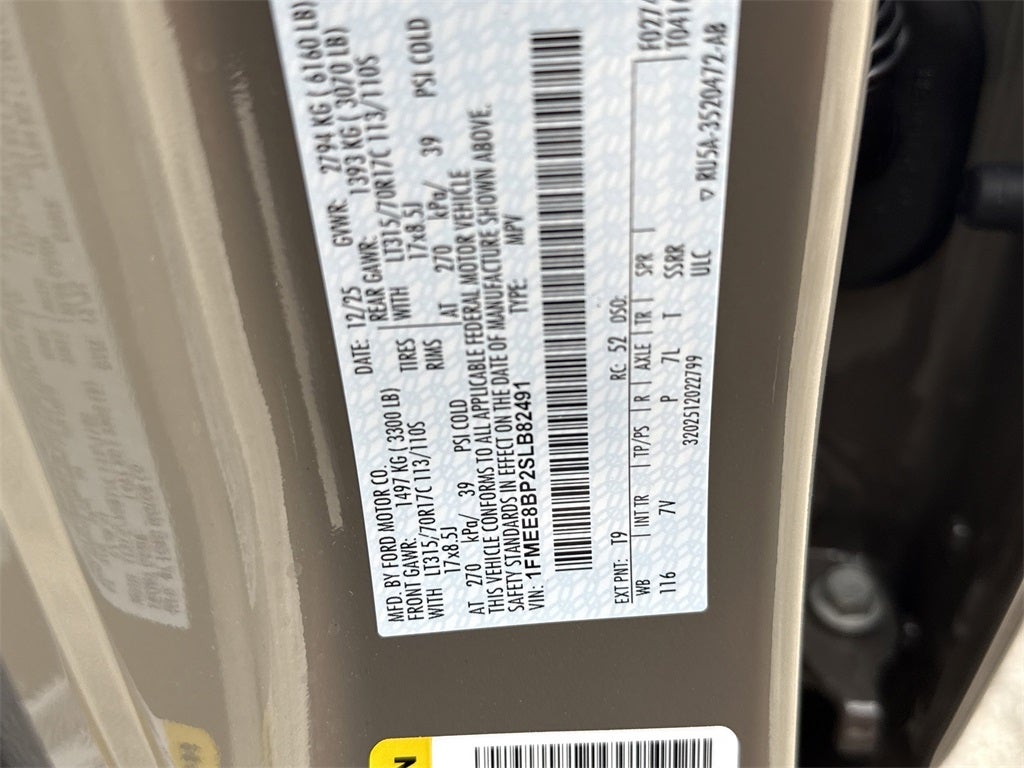 MFD. BY FORD MOTOR CO. DATE: 12/25 GVWR: 2794 KG ( 6160 LB)
FRONT GAWR: 1497 KG ( 3300 LB) REAR GAWR: 1393 KG ( 3070 LB)
WITH LT315/70R17C 113/110S TIRES WITH LT315/70R17C 113/110S
17x8.5J RIMS 17x8.5J
AT 270 kPa/ 39 PSI COLD AT 270 kPa/ 39 PSI COLD
THIS VEHICLE CONFORMS TO ALL APPLICABLE FEDERAL MOTOR VEHICLE
SAFETY STANDARDS IN EFFECT ON THE DATE OF MANUFACTURE SHOWN ABOVE.
VIN: 1FMEE8BP2SLB82491 TYPE: MPV
EXT PNT: T9 RC: 52 DSO:
WB INT TR TP/PS R AXLE TR SPR
116 7V P 7L T SSRR
3202512022799 ULC
RU5A-3520472-AB